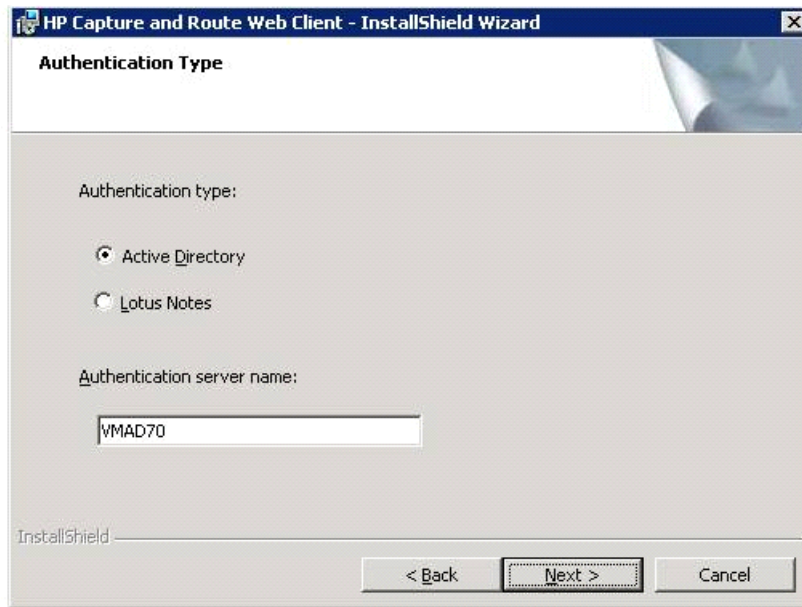 HP Capture and Route Web Client - InstallShield Wizard
Authentication Type
Authentication type:
Active Directory
Lotus Notes
Authentication server name:
VMAD70
InstallShield
< Back
Next >
Cancel